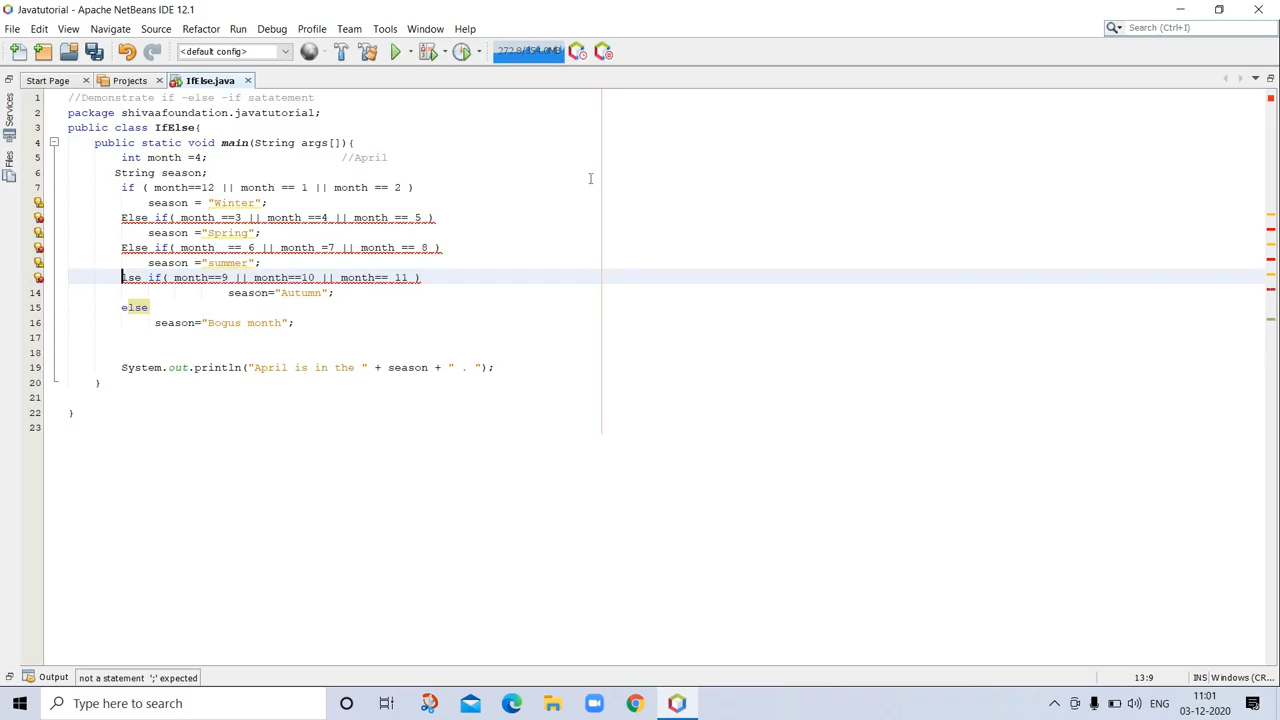 Javatutorial - Apache NetBeans IDE 12.1
File Edit View Navigate Source Refactor Run Debug Profile Team Tools Window Help
Search (Ctrl+I)
<default config>
272.8/454.0MB
Start Page Projects IfElse.java
Services
Files
1 //Demonstrate if -else -if satatement
2 package shivaafoundation.javatutorial;
3 public class IfElse{
4 public static void main(String args[]){
5 int month =4; //April
6 String season;
7 if ( month==12 || month == 1 || month == 2 )
season = "Winter";
Else if( month ==3 || month ==4 || month == 5 )
season ="Spring";
Else if( month == 6 || month =7 || month == 8 )
season ="summer";
lse if( month==9 || month==10 || month== 11 )
14 season="Autumn";
15 else
16 season="Bogus month";
17
18
19 System.out.println("April is in the " + season + " . ");
20 }
21
22 }
23
Output not a statement ';' expected 13:9 INS Windows (CR...
Type here to search ENG 11:01
03-12-2020